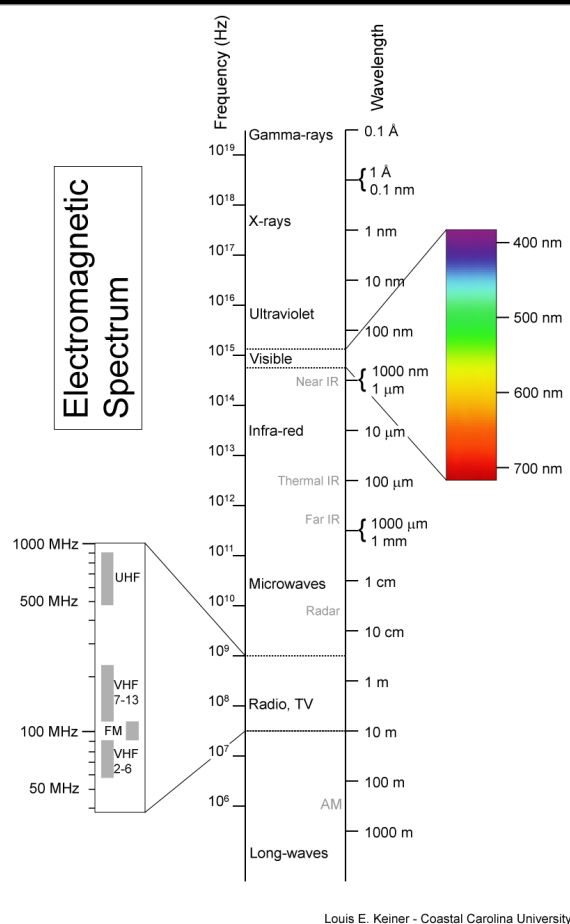 Electromagnetic
Spectrum
Frequency (Hz)
Wavelength
10¹⁹
10¹⁸
10¹⁷
10¹⁶
10¹⁵
10¹⁴
10¹³
10¹²
10¹¹
10¹⁰
10⁹
10⁸
10⁷
10⁶
Gamma-rays
X-rays
Ultraviolet
Visible
Near IR
Infra-red
Thermal IR
Far IR
Microwaves
Radar
Radio, TV
AM
Long-waves
0.1 Å
1 Å
0.1 nm
1 nm
10 nm
100 nm
1000 nm
1 µm
10 µm
100 µm
1000 µm
1 mm
1 cm
10 cm
1 m
10 m
100 m
1000 m
400 nm
500 nm
600 nm
700 nm
1000 MHz
UHF
500 MHz
VHF
7-13
FM
100 MHz
VHF
2-6
50 MHz
Louis E. Keiner - Coastal Carolina University